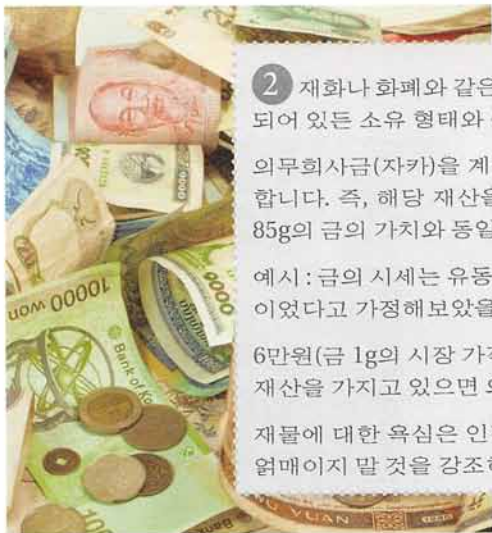 2 재화나 화폐와 같은
되어 있든 소유 형태와
의무희사금(자카)을 계
합니다. 즉, 해당 재산을
85g의 금의 가치와 동일
예시 : 금의 시세는 유동
이었다고 가정해보았을
6만원(금 1g의 시장 가격
재산을 가지고 있으면
재물에 대한 욕심은 인
얽매이지 말 것을 강조하
10000 won
Bank of Ko
YUAN